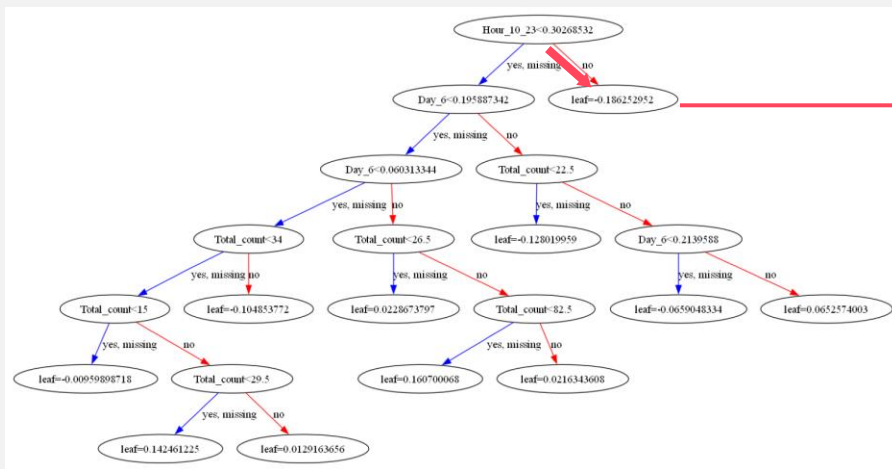 Hour_10_23<0.30268532
yes, missing no
Day_6<0.195887342 leaf=-0.186252952
yes, missing no
Day_6<0.060313344 Total_count<22.5
yes, missing no yes, missing no
Total_count<34 Total_count<26.5 leaf=-0.128019959 Day_6<0.2139588
yes, missing no yes, missing no yes, missing no
Total_count<15 leaf=-0.104853772 leaf=0.0228673797 Total_count<82.5 leaf=-0.0659048334 leaf=0.0652574003
yes, missing no yes, missing no
leaf=-0.00959898718 Total_count<29.5 leaf=0.160700068 leaf=0.0216343608
yes, missing no
leaf=0.142461225 leaf=0.0129163656